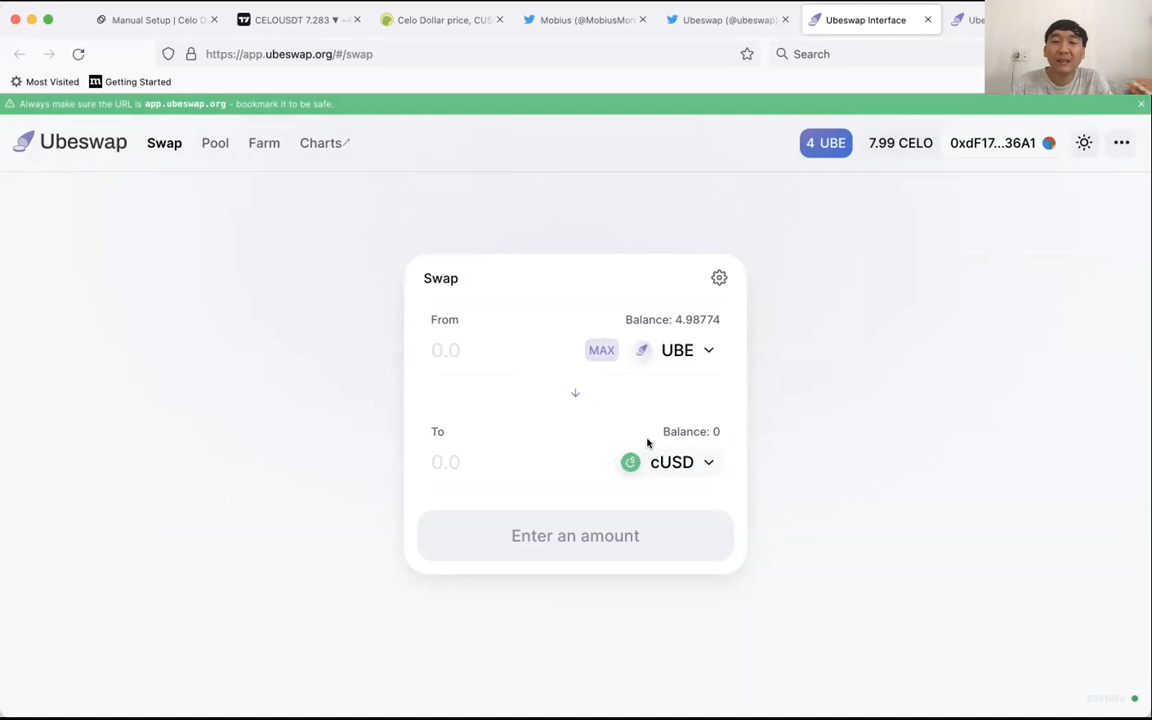 Manual Setup | Celo D
CELOUSDT 7.283 ▼
Celo Dollar price, CUS
Mobius (@MobiusMon
Ubeswap (@ubeswap
Ubeswap Interface
Ube
https://app.ubeswap.org/#/swap
Search
Most Visited
Getting Started
Always make sure the URL is app.ubeswap.org - bookmark it to be safe.
Ubeswap
Swap
Pool
Farm
Charts↗
4 UBE
7.99 CELO
0xdF17...36A1
Swap
From
Balance: 4.98774
0.0
MAX
UBE
To
Balance: 0
0.0
cUSD
Enter an amount